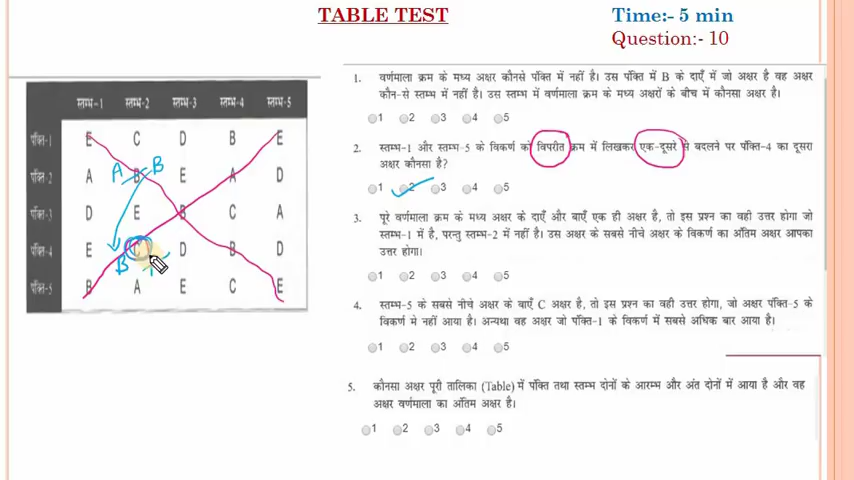 TABLE TEST
Time:- 5 min
Question:- 10
स्तम्भ-1 स्तम्भ-2 स्तम्भ-3 स्तम्भ-4 स्तम्भ-5
पंक्ति-1 E C D B E
पंक्ति-2 A B E A D
A B
पंक्ति-3 D E B C A
पंक्ति-4 E D B D
B
पंक्ति-5 B A E C E
1. वर्णमाला क्रम के मध्य अक्षर कौनसे पंक्ति में नहीं है। उस पंक्ति में B के दाएँ में जो अक्षर है वह अक्षर
कौन-से स्तम्भ में नहीं है। उस स्तम्भ में वर्णमाला क्रम के मध्य अक्षरों के बीच में कौनसा अक्षर है।
1 2 3 4 5
2. स्तम्भ-1 और स्तम्भ-5 के विकर्ण को विपरीत क्रम में लिखकर एक-दूसरे से बदलने पर पंक्ति-4 का दूसरा
अक्षर कौनसा है?
1 2 3 4 5
3. पूरे वर्णमाला क्रम के मध्य अक्षर के दाएँ और बाएँ एक ही अक्षर है, तो इस प्रश्न का वही उत्तर होगा जो
स्तम्भ-1 में है, परन्तु स्तम्भ-2 में नहीं है। उस अक्षर के सबसे नीचे अक्षर के विकर्ण का अंतिम अक्षर आपका
उत्तर होगा।
1 2 3 4 5
4. स्तम्भ-5 के सबसे नीचे अक्षर के बाएँ C अक्षर है, तो इस प्रश्न का वही उत्तर होगा, जो अक्षर पंक्ति-5 के
विकर्ण मे नहीं आया है। अन्यथा वह अक्षर जो पंक्ति-1 के विकर्ण में सबसे अधिक बार आया है।
1 2 3 4 5
5. कौनसा अक्षर पूरी तालिका (Table) में पंक्ति तथा स्तम्भ दोनों के आरम्भ और अंत दोनों में आया है और वह
अक्षर वर्णमाला का अंतिम अक्षर है।
1 2 3 4 5